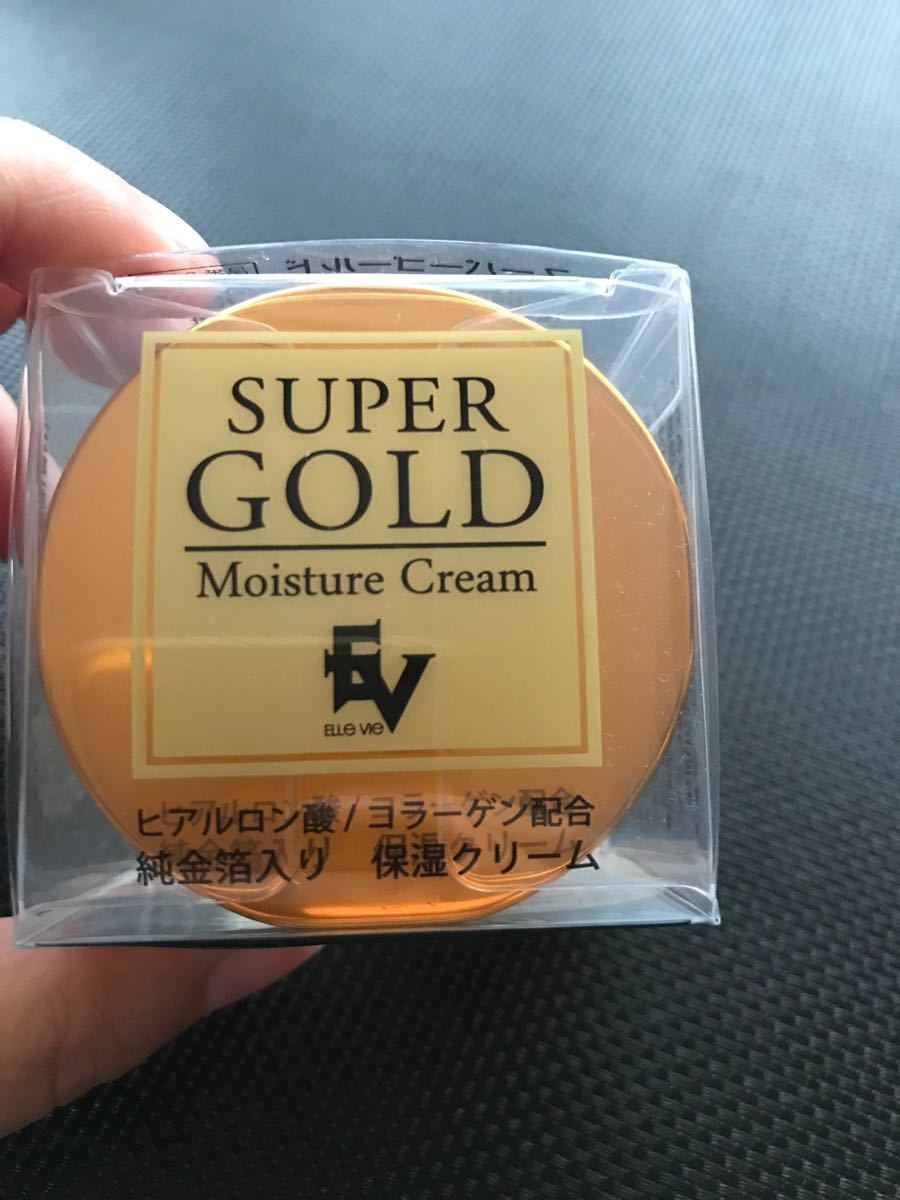 SUPER
GOLD
Moisture Cream
EV
ELLe vie
ヒアルロン酸/ヨラーゲン配合
純金箔入り 保湿クリーム